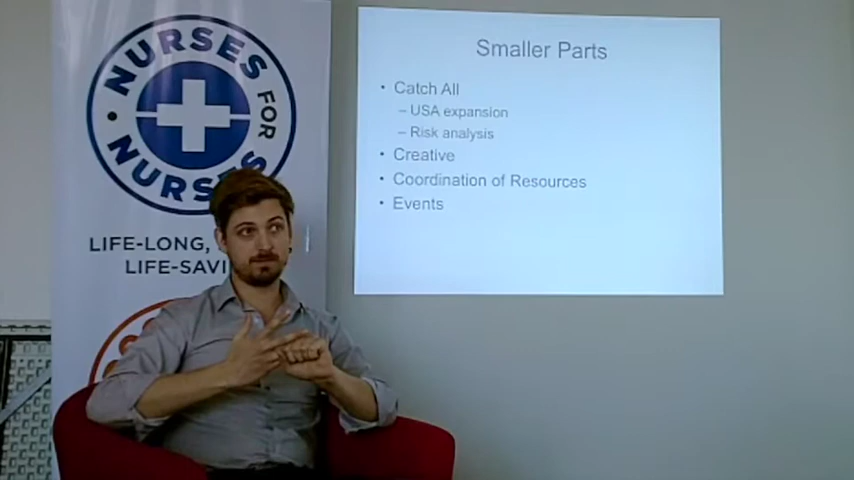 NURSES FOR
NURSES
LIFE-LONG,
LIFE-SAVI
Smaller Parts
• Catch All
– USA expansion
– Risk analysis
• Creative
• Coordination of Resources
• Events